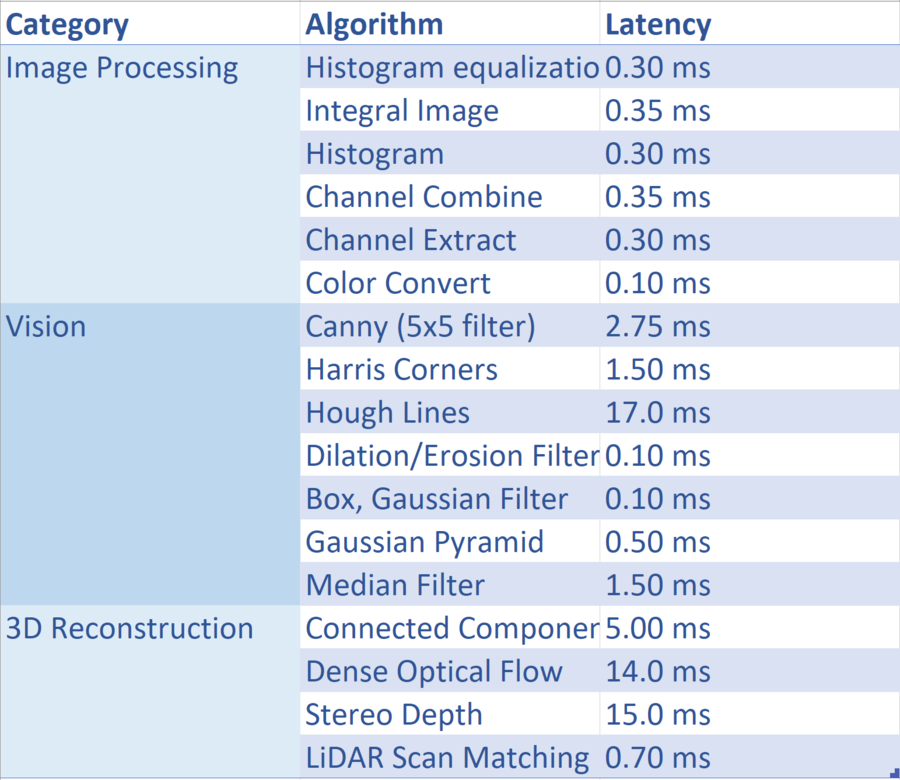 Category Algorithm Latency
Image Processing Histogram equalizatio 0.30 ms
Integral Image 0.35 ms
Histogram 0.30 ms
Channel Combine 0.35 ms
Channel Extract 0.30 ms
Color Convert 0.10 ms
Vision Canny (5x5 filter) 2.75 ms
Harris Corners 1.50 ms
Hough Lines 17.0 ms
Dilation/Erosion Filter 0.10 ms
Box, Gaussian Filter 0.10 ms
Gaussian Pyramid 0.50 ms
Median Filter 1.50 ms
3D Reconstruction Connected Componen 5.00 ms
Dense Optical Flow 14.0 ms
Stereo Depth 15.0 ms
LiDAR Scan Matching 0.70 ms